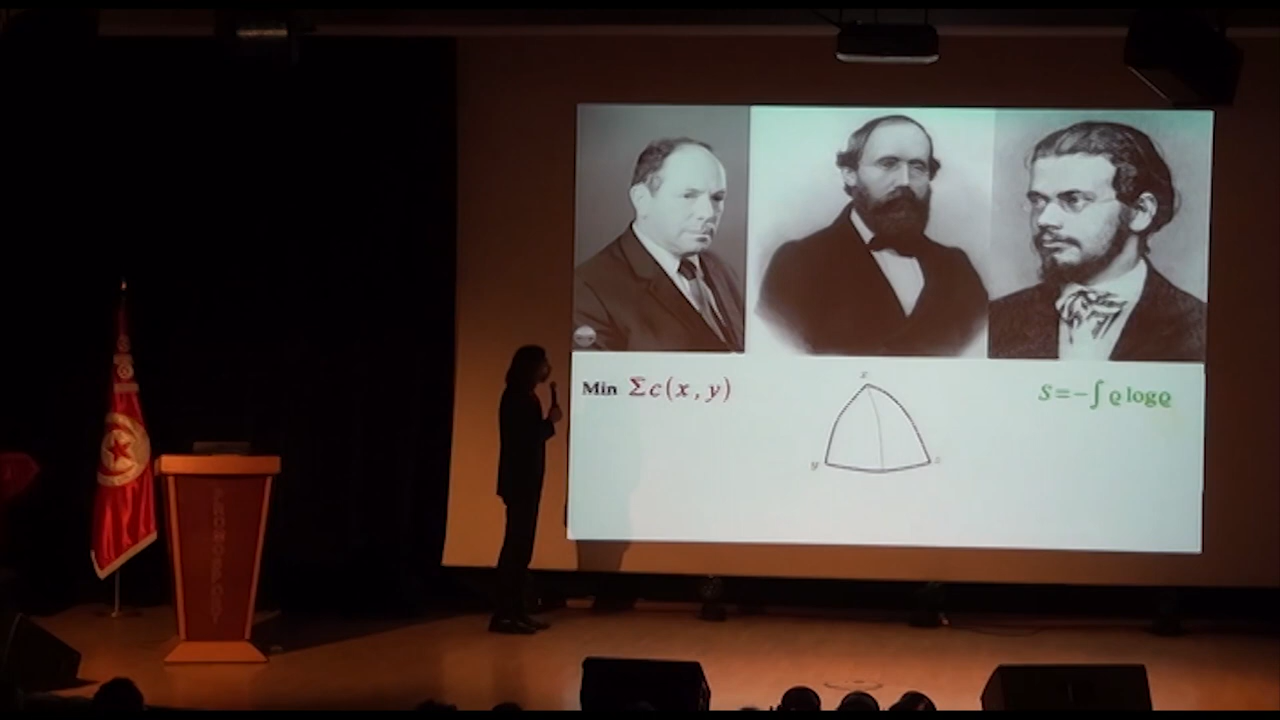 Min Σc(x, y)
x
S=−∫ϱ logϱ
y
z